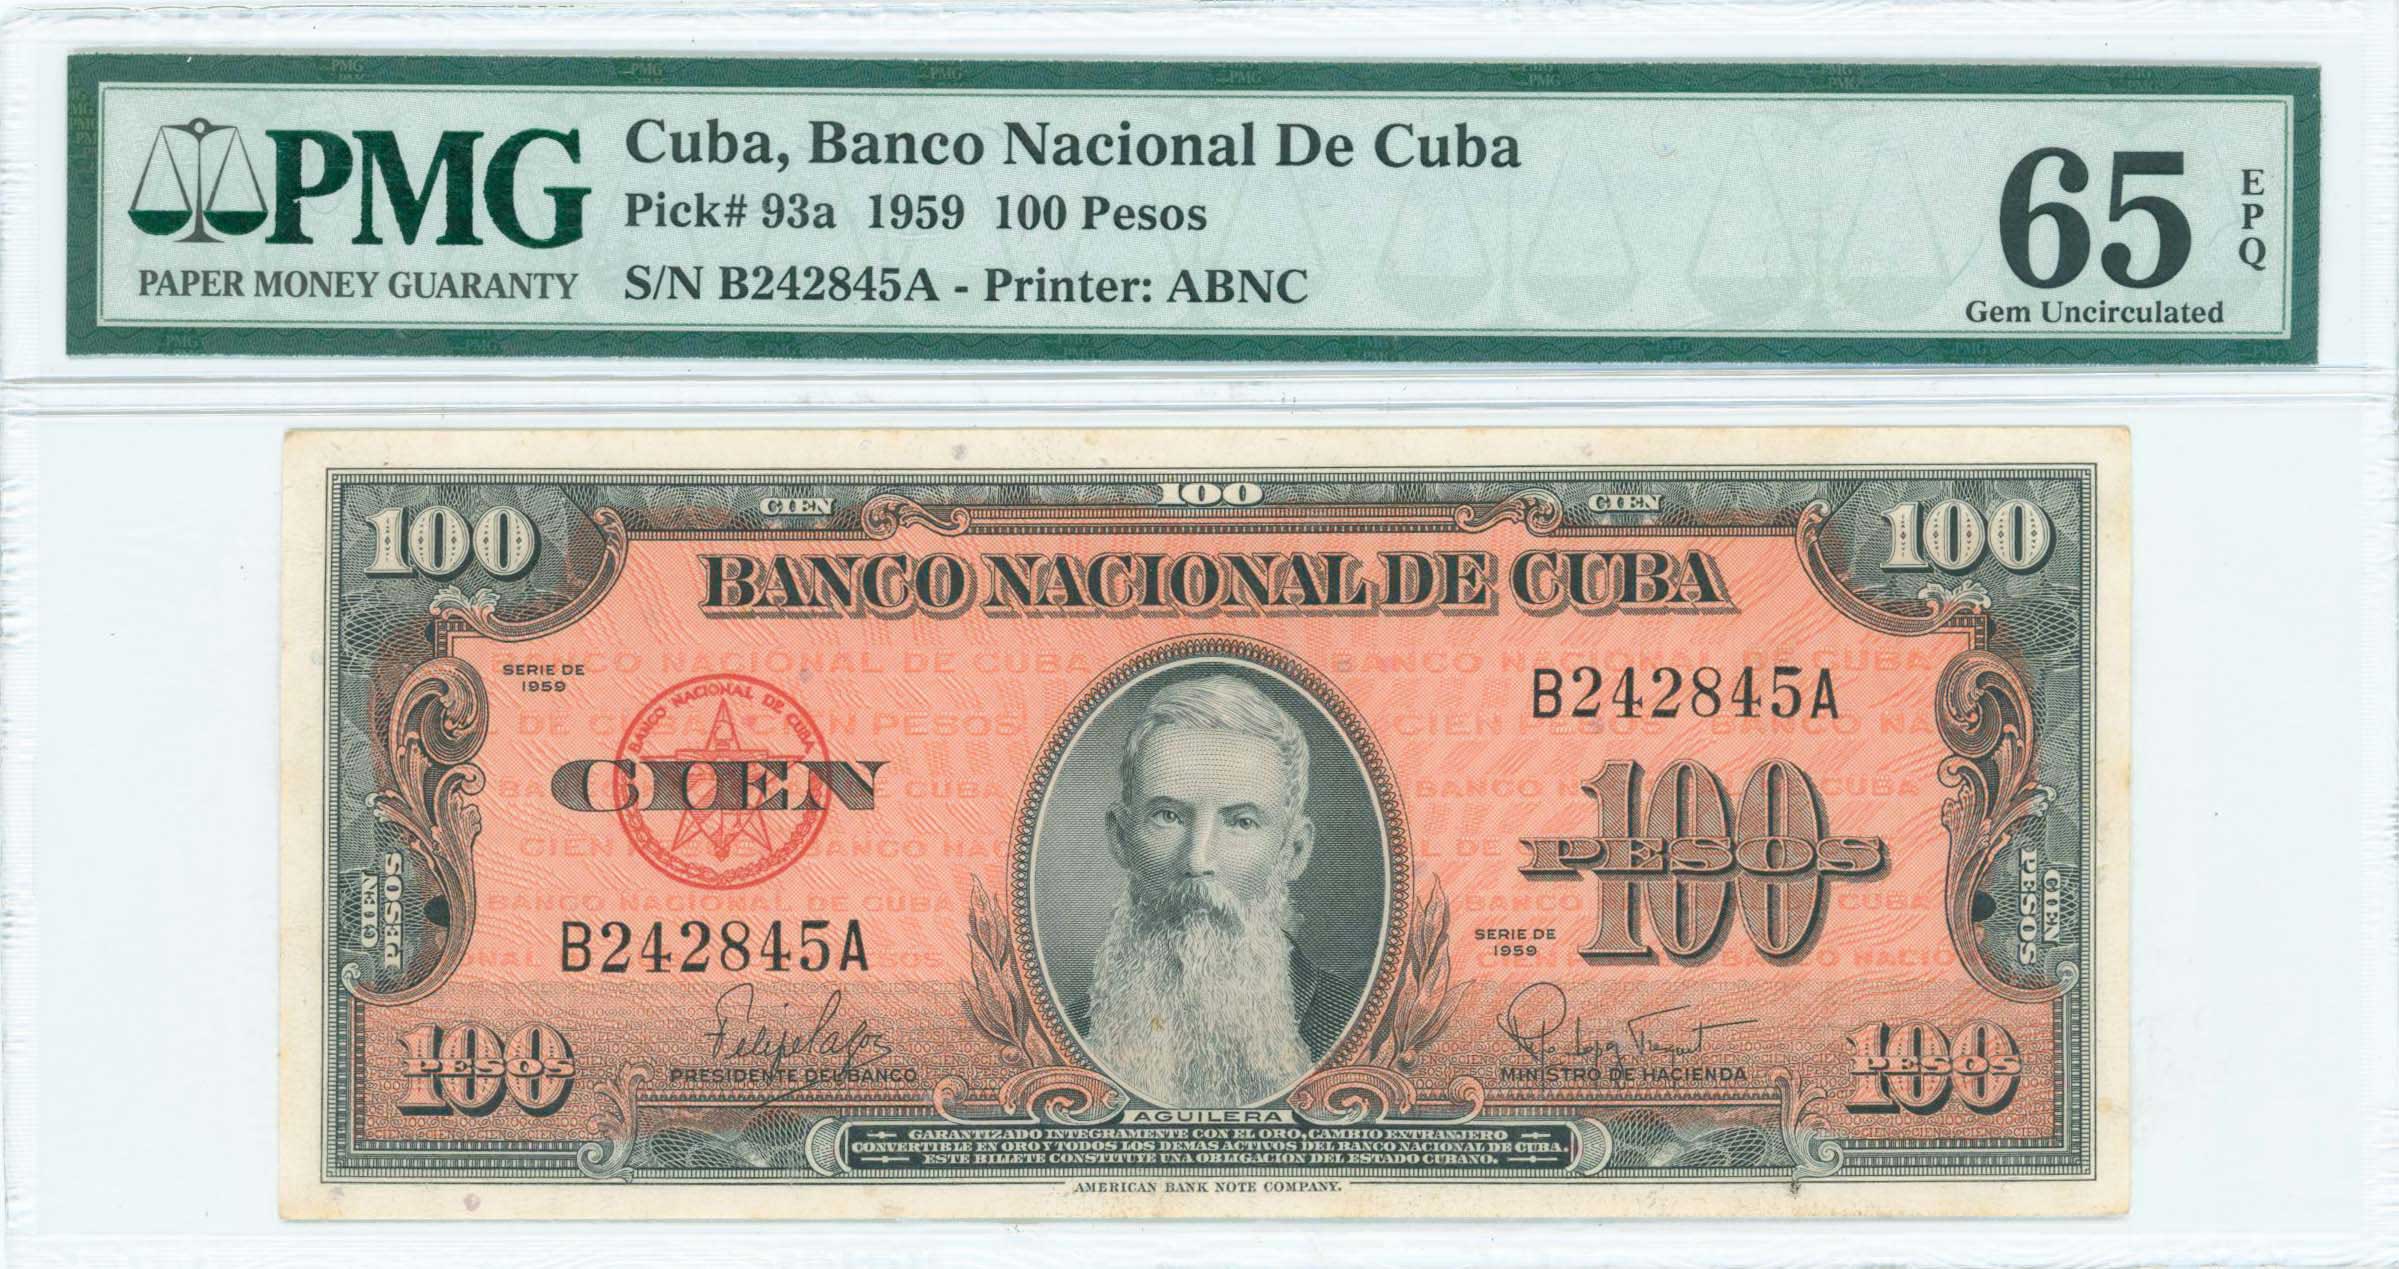 PMG
PAPER MONEY GUARANTY
Cuba, Banco Nacional De Cuba
Pick# 93a 1959 100 Pesos
S/N B242845A - Printer: ABNC
65
EPQ
Gem Uncirculated
100
CIEN
100
CIEN
100
BANCO NACIONAL DE CUBA
SERIE DE
1959
BANCO NACIONAL DE CUBA
B242845A
CIEN
100
PESOS
CIEN
PESOS
CIEN
PESOS
B242845A
SERIE DE
1959
PRESIDENTE DEL BANCO
MINISTRO DE HACIENDA
100
PESOS
100
PESOS
AGUILERA
GARANTIZADO INTEGRAMENTE CON EL ORO, CAMBIO EXTRANJERO
CONVERTIBLE EN ORO Y TODOS LOS DEMAS ACTIVOS DEL BANCO NACIONAL DE CUBA.
ESTE BILLETE CONSTITUYE UNA OBLIGACION DEL ESTADO CUBANO.
AMERICAN BANK NOTE COMPANY.